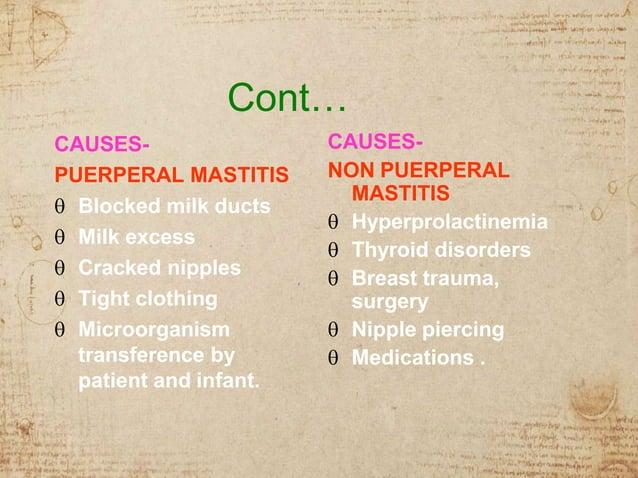 Cont…
CAUSES-
PUERPERAL MASTITIS
θ Blocked milk ducts
θ Milk excess
θ Cracked nipples
θ Tight clothing
θ Microorganism
transference by
patient and infant.
CAUSES-
NON PUERPERAL
MASTITIS
θ Hyperprolactinemia
θ Thyroid disorders
θ Breast trauma,
surgery
θ Nipple piercing
θ Medications .